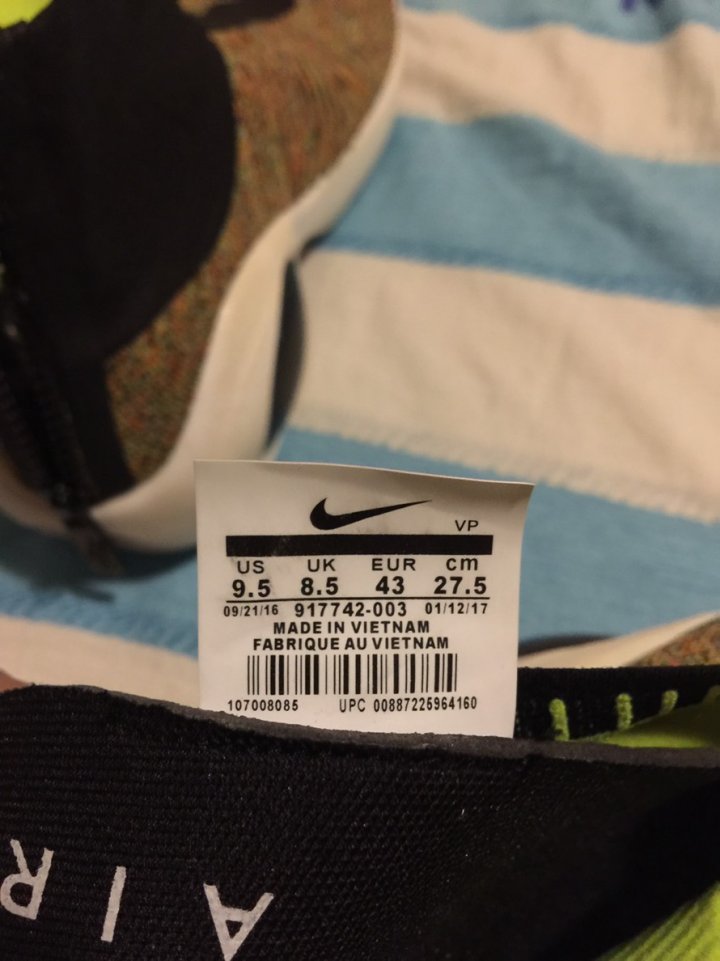 VP
US UK EUR cm
9.5 8.5 43 27.5
09/21/16 917742-003 01/12/17
MADE IN VIETNAM
FABRIQUE AU VIETNAM
107008085 UPC 00887225964160
AIR